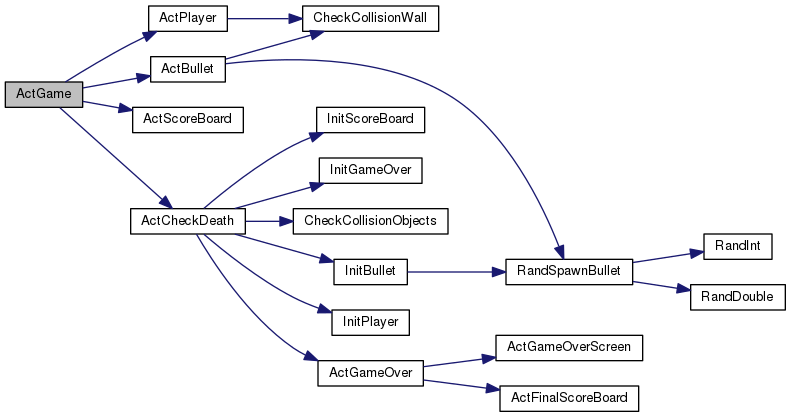 ActPlayer
CheckCollisionWall
ActBullet
ActGame
ActScoreBoard
InitScoreBoard
InitGameOver
ActCheckDeath
CheckCollisionObjects
RandInt
InitBullet
RandSpawnBullet
RandDouble
InitPlayer
ActGameOver
ActGameOverScreen
ActFinalScoreBoard